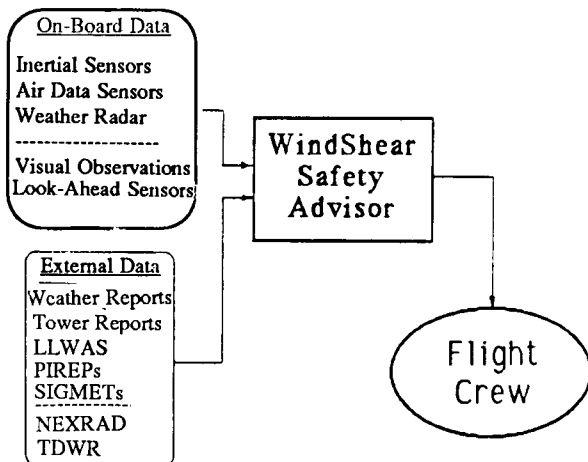 On-Board Data
Inertial Sensors
Air Data Sensors
Weather Radar
Visual Observations
Look-Ahead Sensors
External Data
Weather Reports
Tower Reports
LLWAS
PIREPs
SIGMETs
NEXRAD
TDWR
WindShear
Safety
Advisor
Flight
Crew